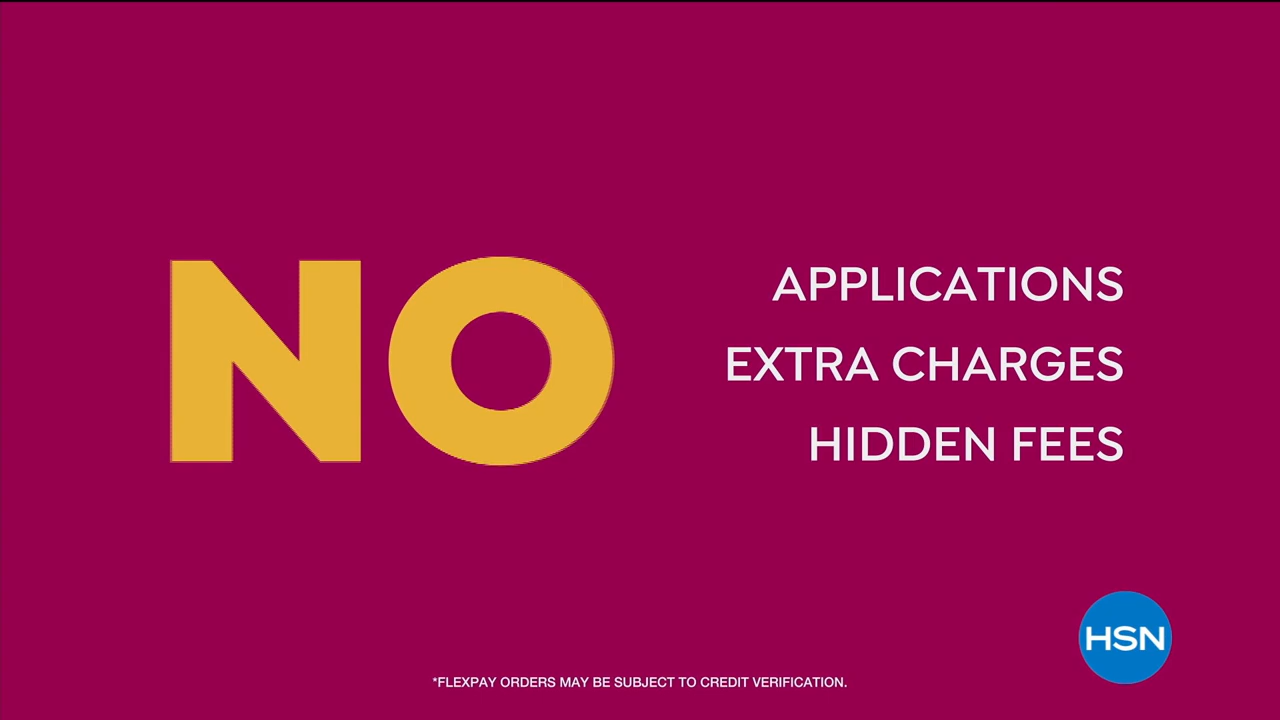 NO
APPLICATIONS
EXTRA CHARGES
HIDDEN FEES
HSN
*FLEXPAY ORDERS MAY BE SUBJECT TO CREDIT VERIFICATION.